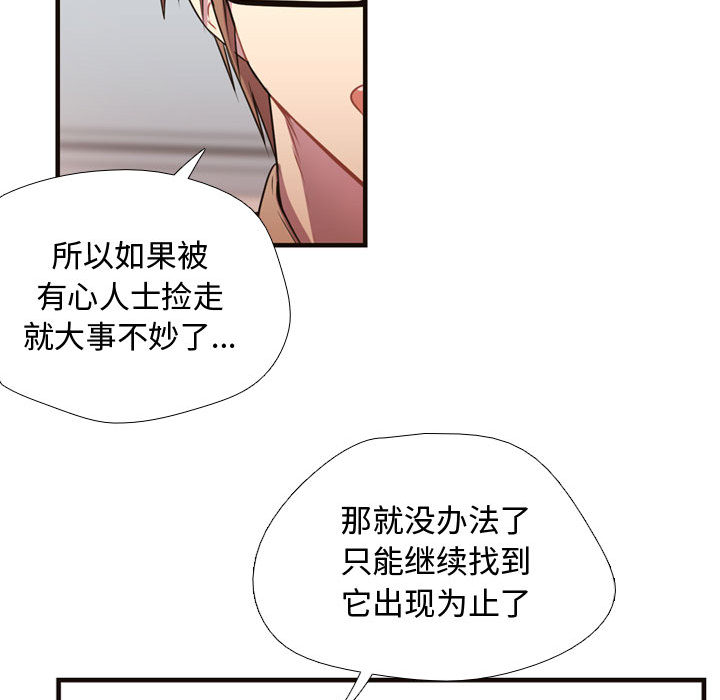 所以如果被
有心人士捡走
就大事不妙了...
那就没办法了
只能继续找到
它出现为止了